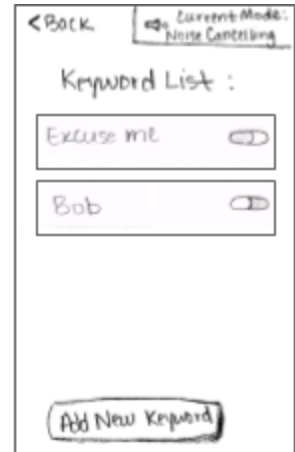 <BACK
Current Mode:
Noise Cancelling
Keyword List :
Excuse me
Bob
Add New Keyword